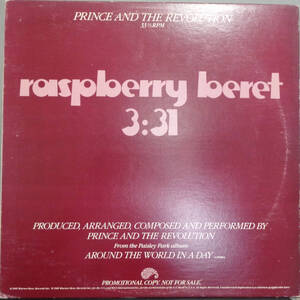 PRINCE AND THE REVOLUTION
33⅓ RPM
raspberry beret
3:31
PRODUCED, ARRANGED, COMPOSED AND PERFORMED BY
PRINCE AND THE REVOLUTION
From the Paisley Park album
AROUND THE WORLD IN A DAY
PROMOTIONAL COPY. NOT FOR SALE.